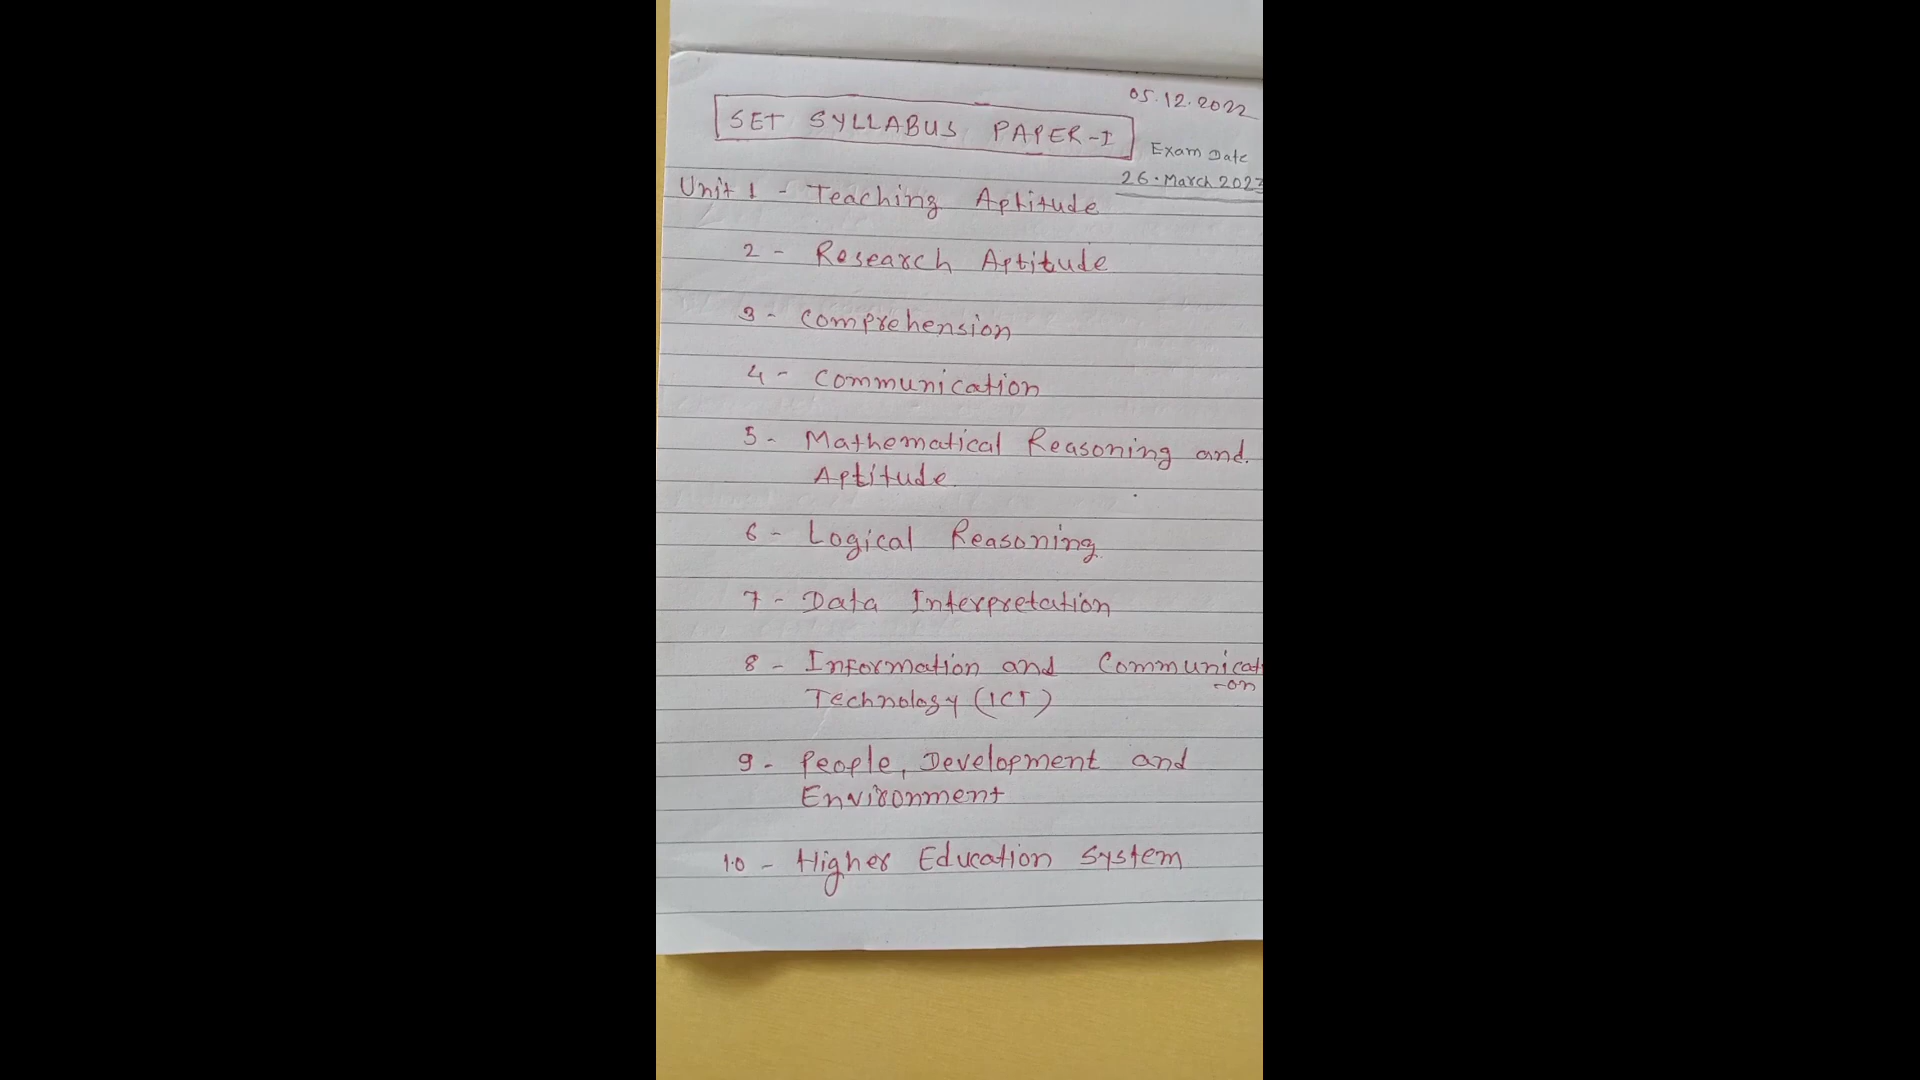 05.12.2022
SET SYLLABUS PAPER-I
Exam Date
26.March 2023
Unit 1 - Teaching Aptitude
2 - Research Aptitude
3 - Comprehension
4 - Communication
5 - Mathematical Reasoning and
Aptitude.
6 - Logical Reasoning.
7 - Data Interpretation
8 - Information and Communicati
-on
Technology (ICT)
9 - People, Development and
Environment
10 - Higher Education System